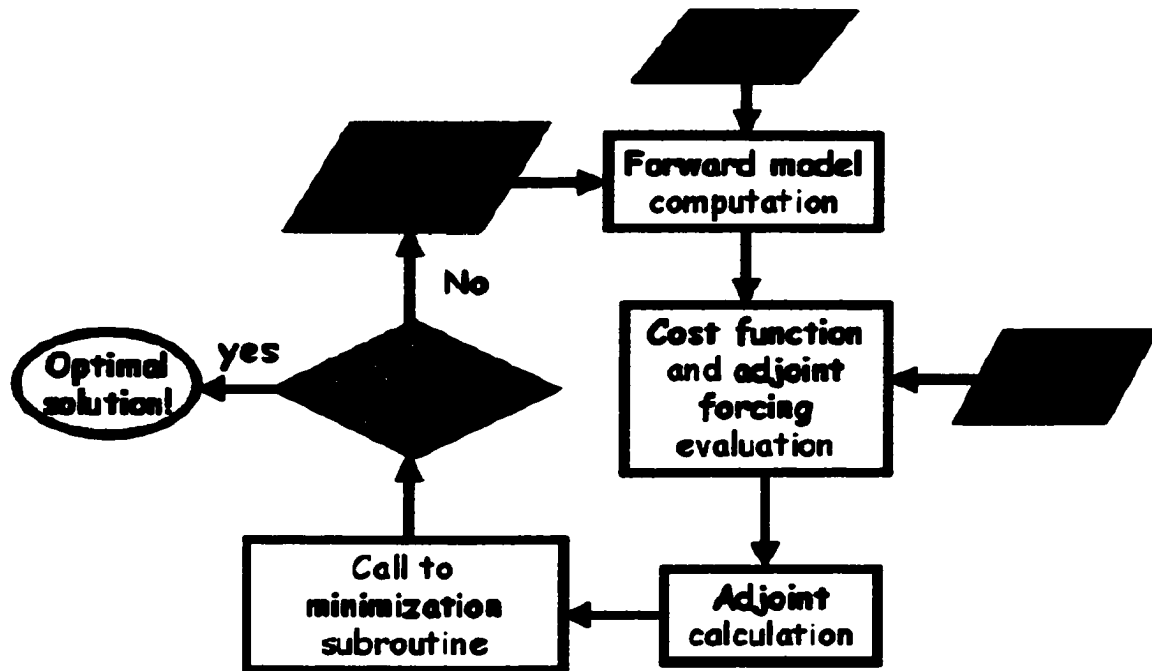 Forward model
computation
No
Cost function
and adjoint
forcing
evaluation
yes
Optimal
solution!
Call to
minimization
subroutine
Adjoint
calculation